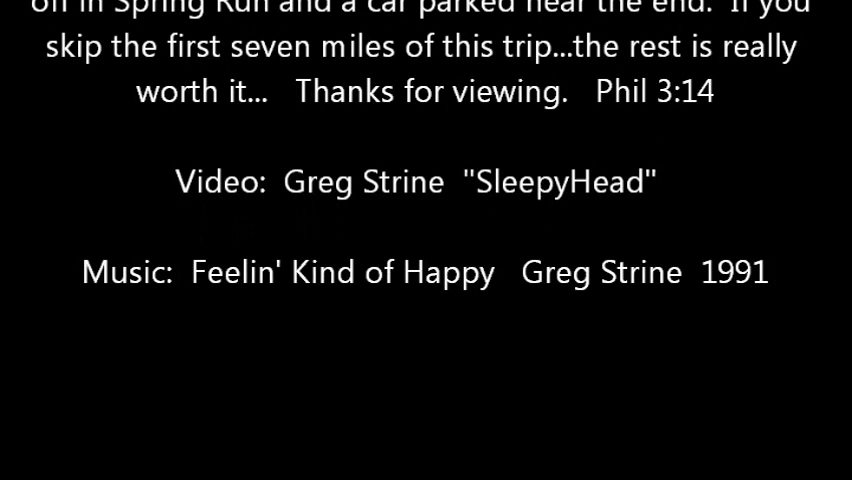 off in Spring Run and a car parked near the end.  If you
skip the first seven miles of this trip...the rest is really
worth it...   Thanks for viewing.   Phil 3:14
Video:  Greg Strine  "SleepyHead"
Music:  Feelin' Kind of Happy   Greg Strine  1991